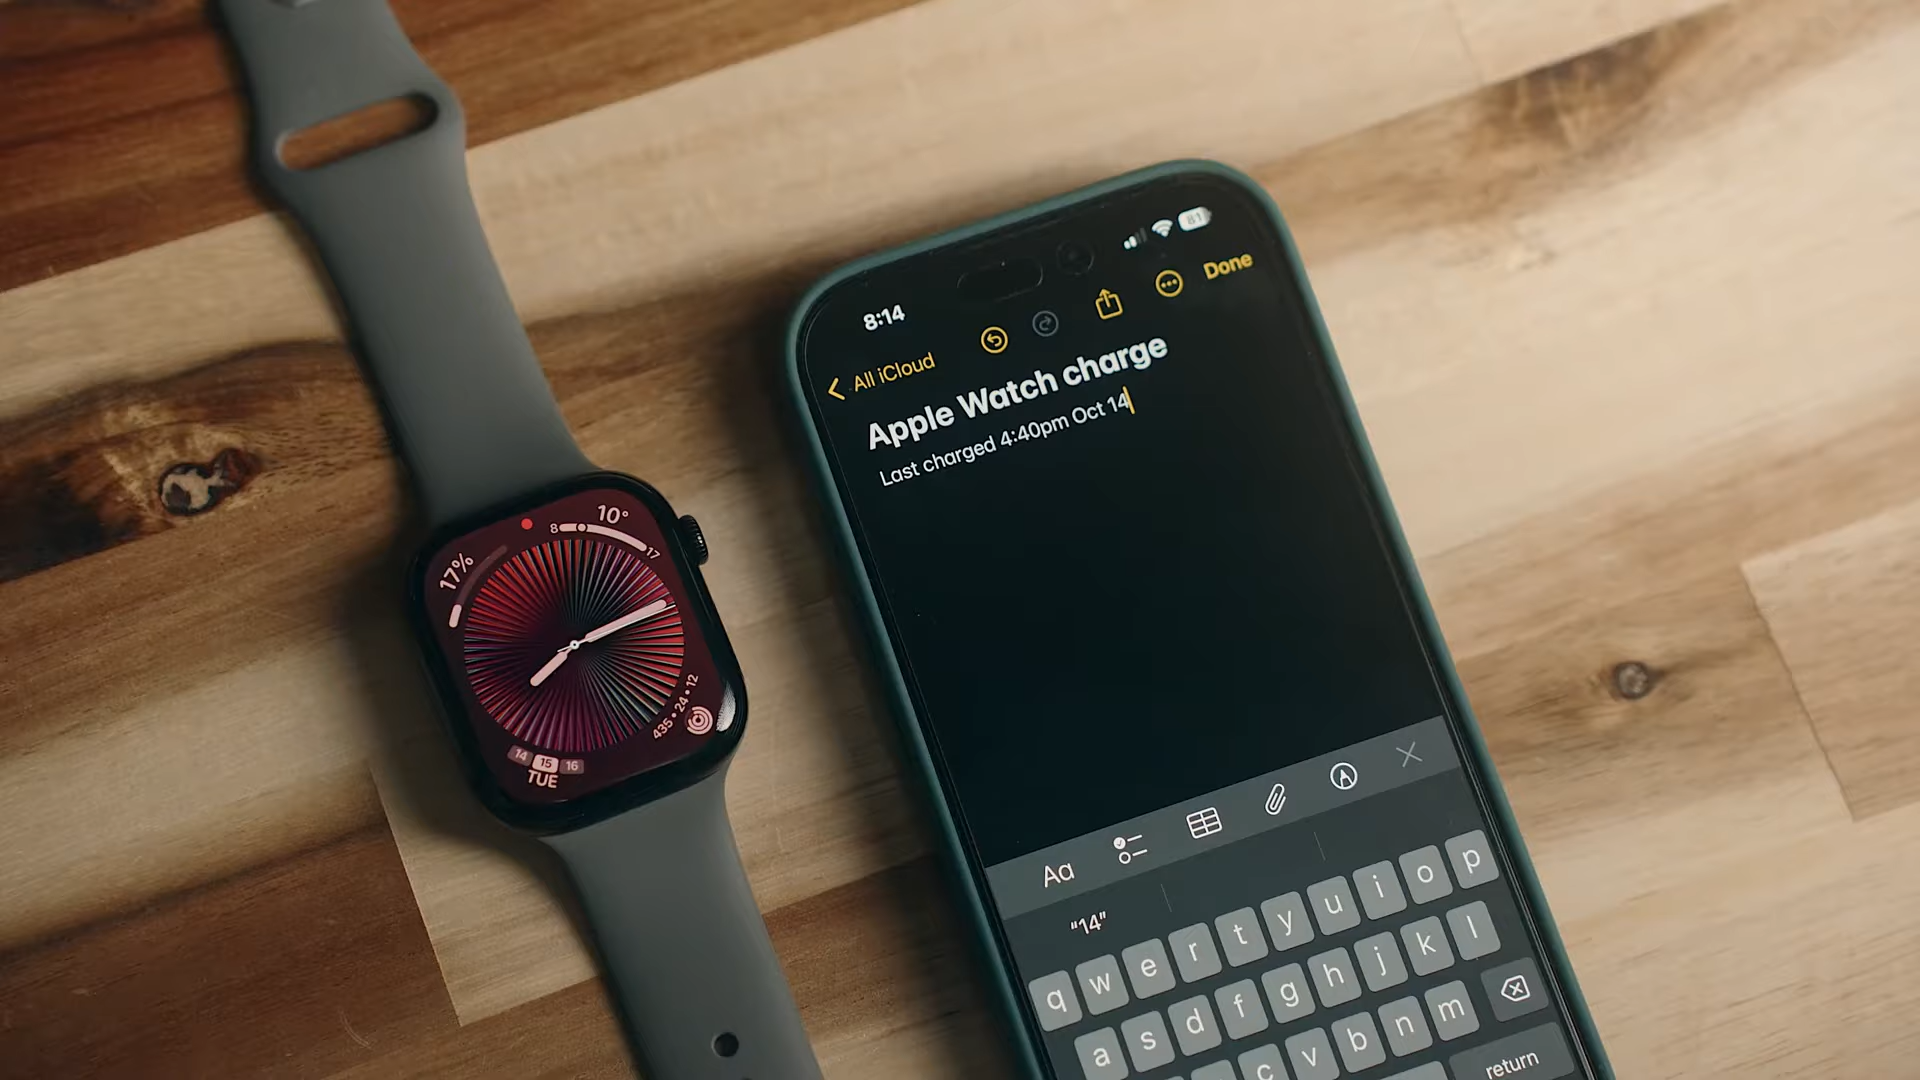 17%
8
10°
17
435 • 24 • 12
14 15 16
TUE
8:14
81
All iCloud
Done
Apple Watch charge
Last charged 4:40pm Oct 14
Aa
"14"
q w e r t y u i o p
a s d f g h j k l
c v b n m
return